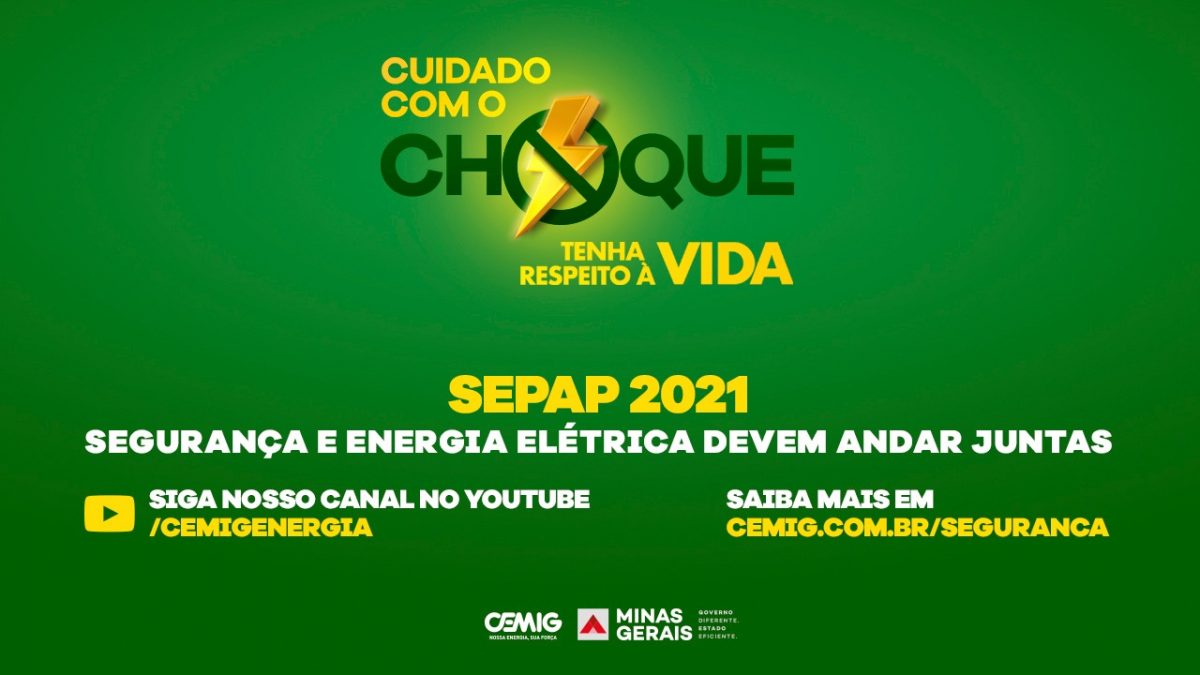 CUIDADO
COM O
CHOQUE
TENHA
RESPEITO À VIDA
SEPAP 2021
SEGURANÇA E ENERGIA ELÉTRICA DEVEM ANDAR JUNTAS
SIGA NOSSO CANAL NO YOUTUBE
/CEMIGENERGIA
SAIBA MAIS EM
CEMIG.COM.BR/SEGURANCA
CEMIG
NOSSA ENERGIA, SUA FORÇA
MINAS
GERAIS
GOVERNO
DIFERENTE.
ESTADO
EFICIENTE.